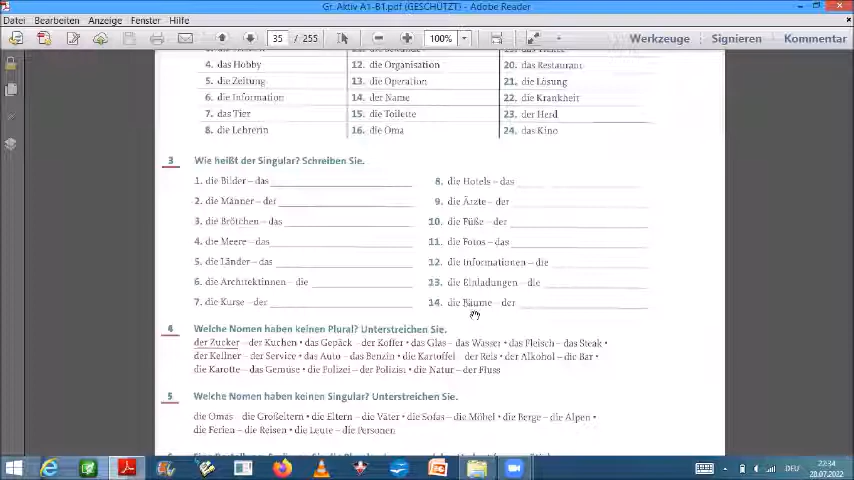 Gr. Aktiv A1-B1.pdf (GESCHÜTZT) - Adobe Reader
Datei Bearbeiten Anzeige Fenster Hilfe
35 / 255 100% Werkzeuge Signieren Kommentar
4. das Hobby 12. die Organisation 20. das Restaurant
5. die Zeitung 13. die Operation 21. die Lösung
6. die Information 14. der Name 22. die Krankheit
7. das Tier 15. die Toilette 23. der Herd
8. die Lehrerin 16. die Oma 24. das Kino
3 Wie heißt der Singular? Schreiben Sie.
1. die Bilder – das 8. die Hotels – das
2. die Männer – der 9. die Ärzte – der
3. die Brötchen – das 10. die Füße – der
4. die Meere – das 11. die Fotos – das
5. die Länder – das 12. die Informationen – die
6. die Architektinnen – die 13. die Einladungen – die
7. die Kurse – der 14. die Bäume – der
4 Welche Nomen haben keinen Plural? Unterstreichen Sie.
der Zucker – der Kuchen • das Gepäck – der Koffer • das Glas – das Wasser • das Fleisch – das Steak •
der Kellner – der Service • das Auto – das Benzin • die Kartoffel der Reis • der Alkohol – die Bar •
die Karotte – das Gemüse • die Polizei – der Polizist • die Natur – der Fluss
5 Welche Nomen haben keinen Singular? Unterstreichen Sie.
die Omas die Großeltern • die Eltern – die Väter • die Sofas – die Möbel • die Berge – die Alpen •
die Ferien – die Reisen • die Leute – die Personen
DEU 22:34
28.07.2022